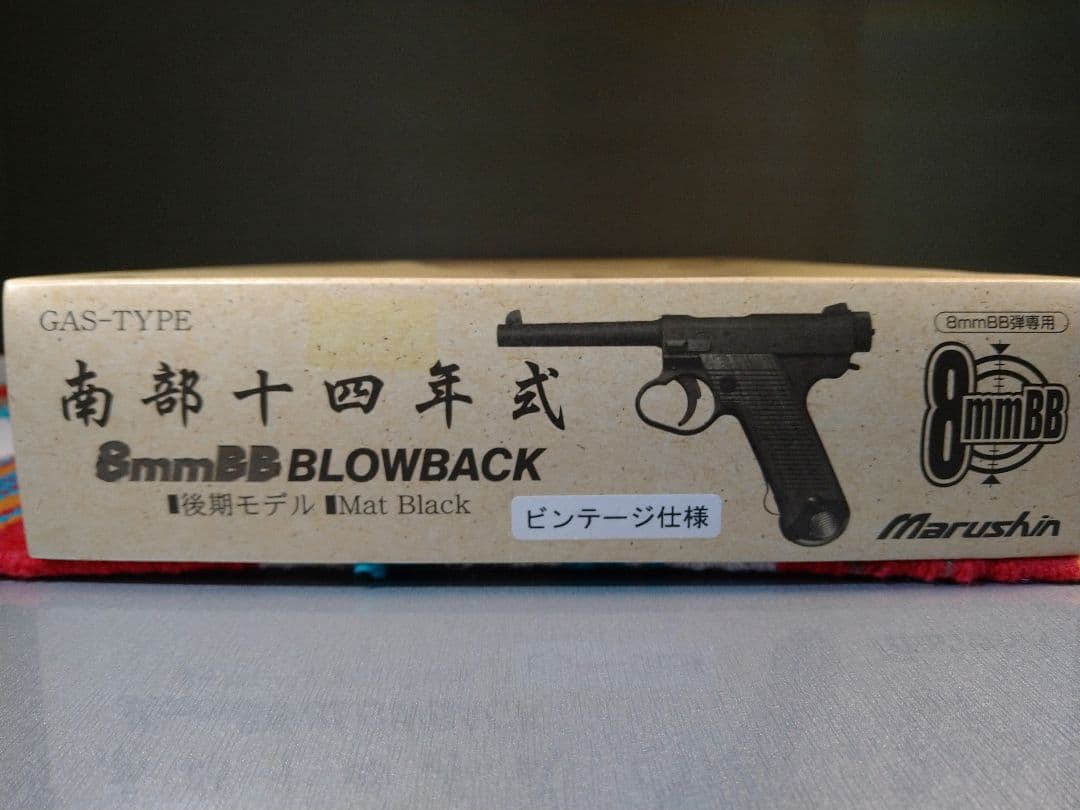 GAS-TYPE
南部十四年式
8mmBB BLOWBACK
▮後期モデル ▮Mat Black
ビンテージ仕様
8mmBB弾専用
8mmBB
Marushin